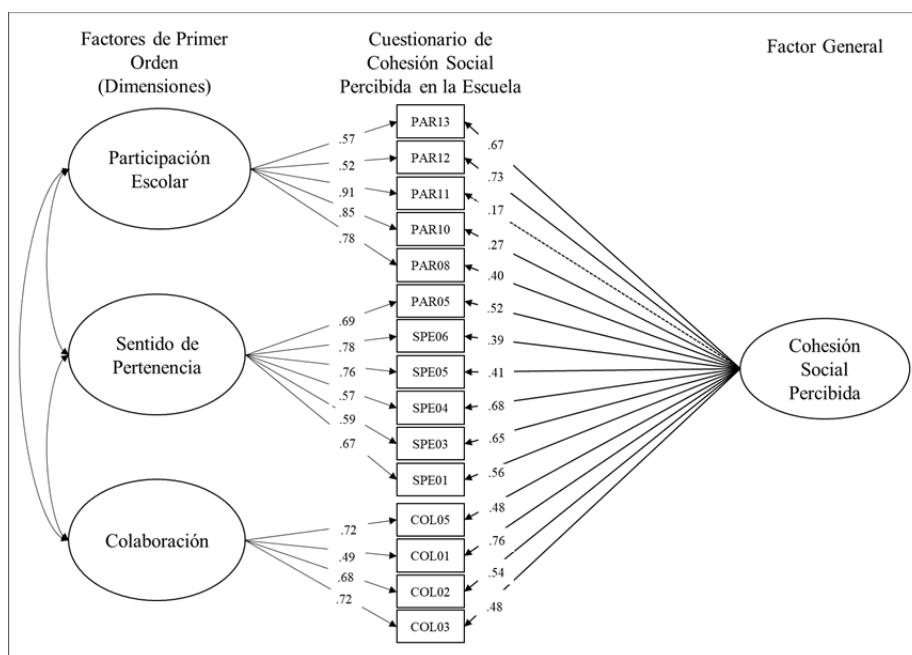 Factores de Primer
Orden
(Dimensiones)
Cuestionario de
Cohesión Social
Percibida en la Escuela
Factor General
Participación
Escolar
Sentido de
Pertenencia
Colaboración
.57
.52
.91
.85
.78
.69
.78
.76
.57
.59
.67
.72
.49
.68
.72
PAR13
PAR12
PAR11
PAR10
PAR08
PAR05
SPE06
SPE05
SPE04
SPE03
SPE01
COL05
COL01
COL02
COL03
.67
.73
.17
.27
.40
.52
.39
.41
.68
.65
.56
.48
.76
.54
.48
Cohesión
Social
Percibida